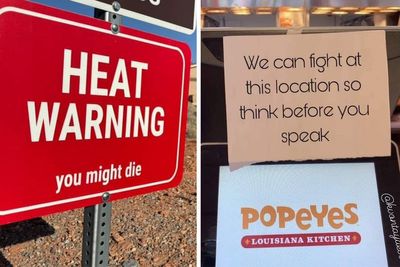 HEAT
WARNING
you might die
We can fight at
this location so
think before you
speak
POPEYES
LOUISIANA KITCHEN